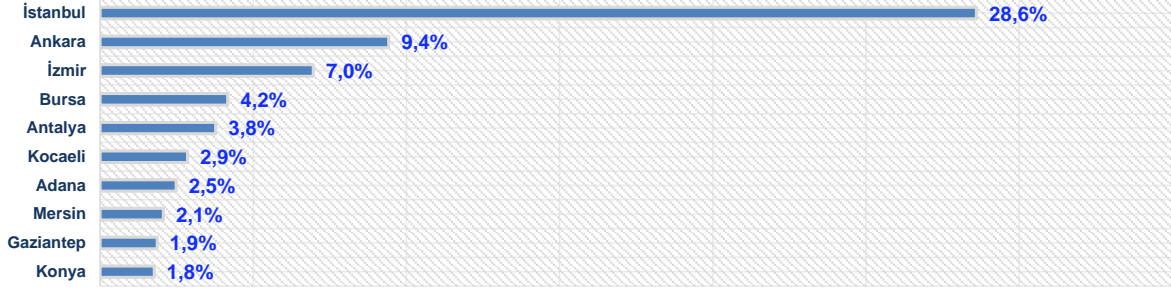 İstanbul 28,6%
Ankara 9,4%
İzmir 7,0%
Bursa 4,2%
Antalya 3,8%
Kocaeli 2,9%
Adana 2,5%
Mersin 2,1%
Gaziantep 1,9%
Konya 1,8%